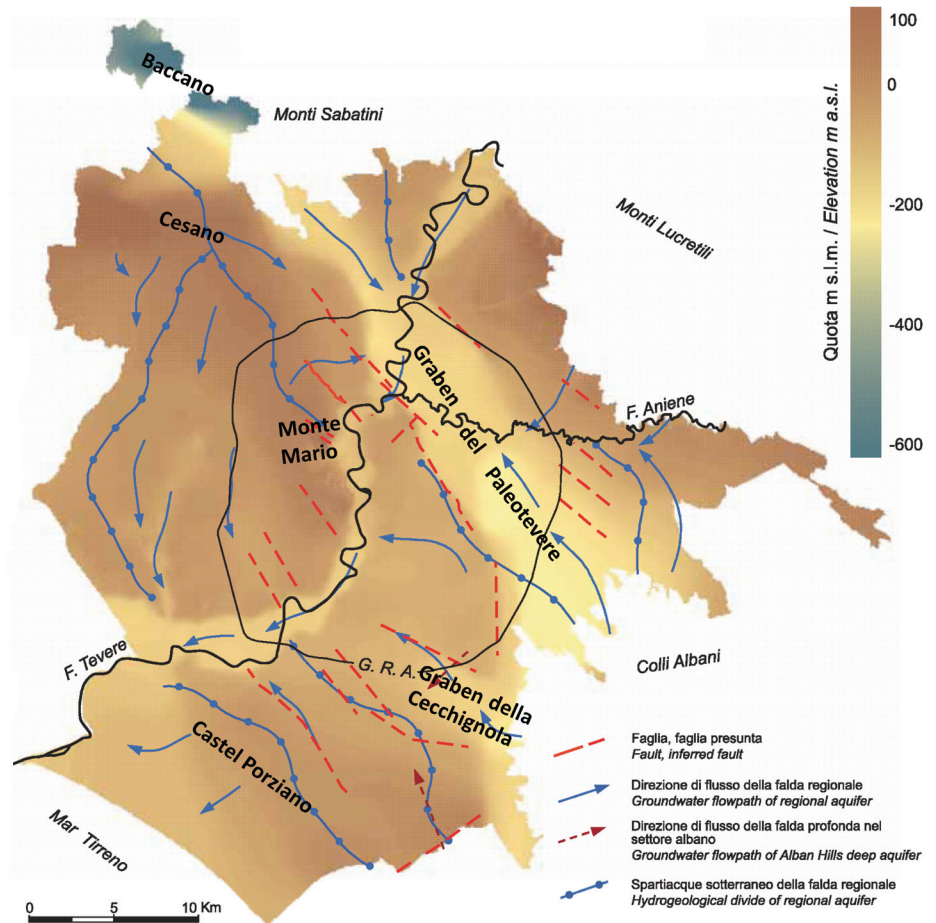 Baccano
Monti Sabatini
Cesano
Monti Lucretili
Graben
del
Paleotevere
F. Aniene
Monte
Mario
F. Tevere
G. R. A.
Graben della
Cecchignola
Colli Albani
Castel Porziano
Mar Tirreno
0 5 10 Km
100
0
-200
-400
-600
Quota m s.l.m. / Elevation m a.s.l.
Faglia, faglia presunta
Fault, inferred fault
Direzione di flusso della falda regionale
Groundwater flowpath of regional aquifer
Direzione di flusso della falda profonda nel
settore albano
Groundwater flowpath of Alban Hills deep aquifer
Spartiacque sotterraneo della falda regionale
Hydrogeological divide of regional aquifer